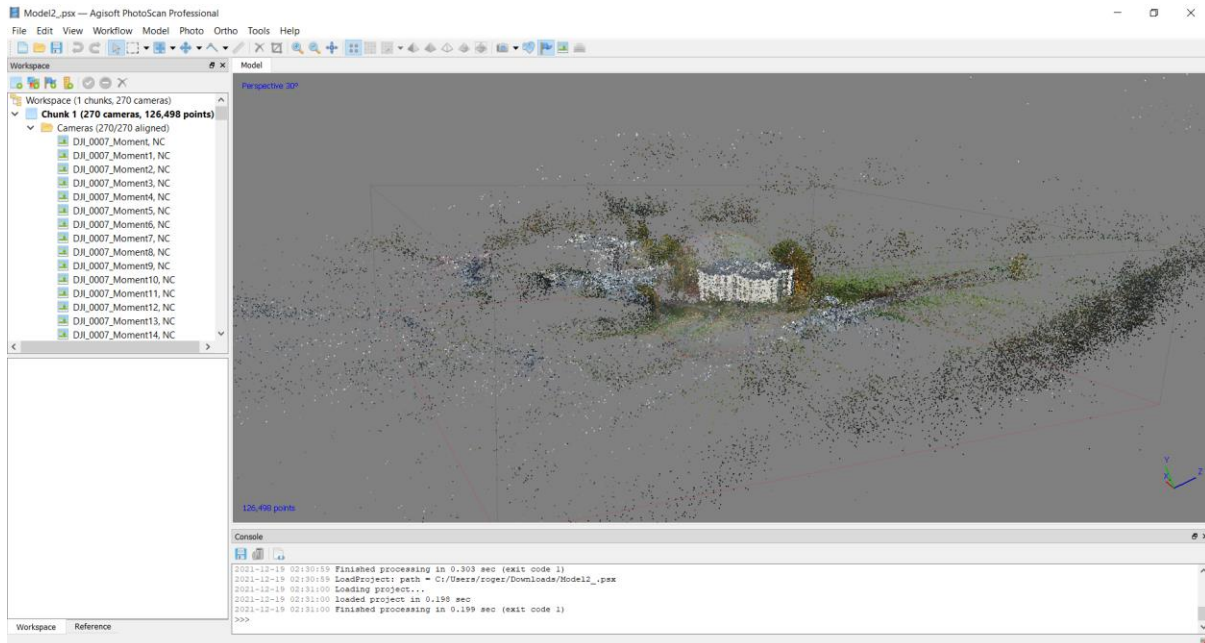 Model2_.psx — Agisoft PhotoScan Professional
File Edit View Workflow Model Photo Ortho Tools Help
Workspace
Model
Perspective 30°
Workspace (1 chunks, 270 cameras)
Chunk 1 (270 cameras, 126,498 points)
Cameras (270/270 aligned)
DJI_0007_Moment, NC
DJI_0007_Moment1, NC
DJI_0007_Moment2, NC
DJI_0007_Moment3, NC
DJI_0007_Moment4, NC
DJI_0007_Moment5, NC
DJI_0007_Moment6, NC
DJI_0007_Moment7, NC
DJI_0007_Moment8, NC
DJI_0007_Moment9, NC
DJI_0007_Moment10, NC
DJI_0007_Moment11, NC
DJI_0007_Moment12, NC
DJI_0007_Moment13, NC
DJI_0007_Moment14, NC
Y
X Z
126,498 points
Console
2021-12-19 02:30:59 Finished processing in 0.303 sec (exit code 1)
2021-12-19 02:30:59 LoadProject: path = C:/Users/roger/Downloads/Model2_.psx
2021-12-19 02:31:00 Loading project...
2021-12-19 02:31:00 loaded project in 0.198 sec
2021-12-19 02:31:00 Finished processing in 0.199 sec (exit code 1)
>>>
Workspace Reference